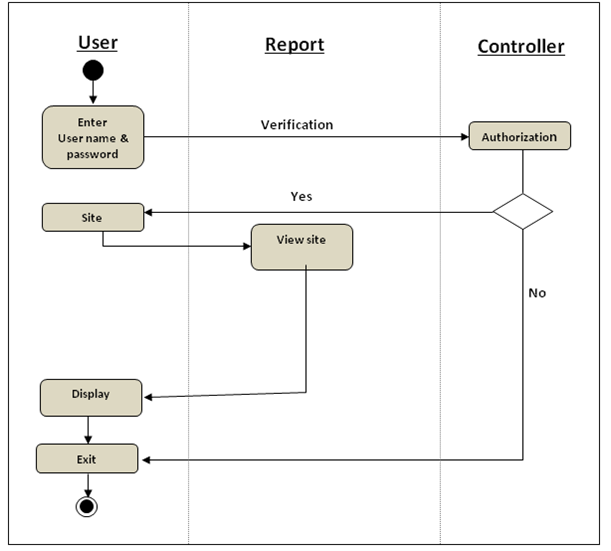 User
Report
Controller
Enter
User name &
password
Verification
Authorization
Yes
Site
View site
No
Display
Exit